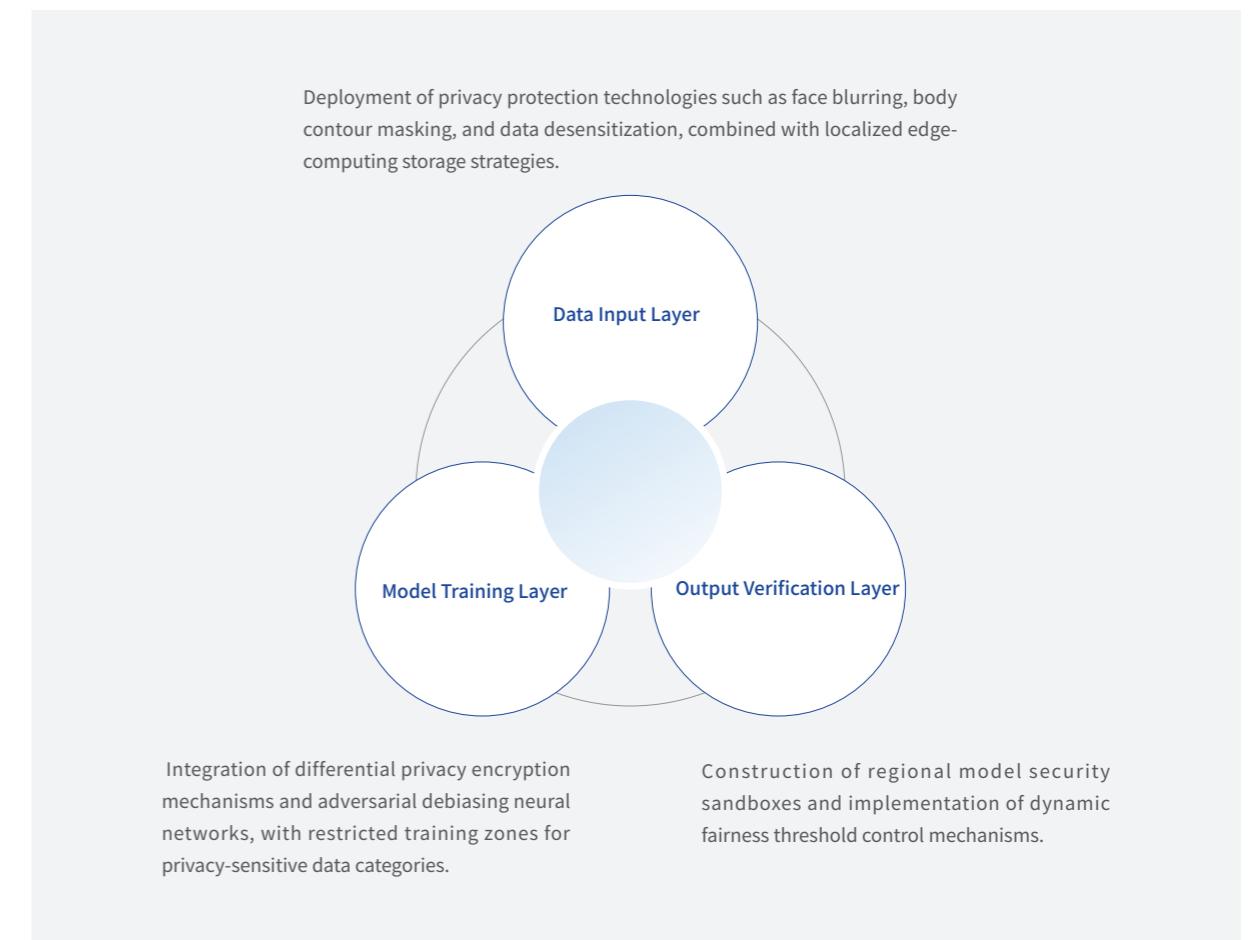 Deployment of privacy protection technologies such as face blurring, body
contour masking, and data desensitization, combined with localized edge-
computing storage strategies.
Data Input Layer
Model Training Layer
Output Verification Layer
Integration of differential privacy encryption
mechanisms and adversarial debiasing neural
networks, with restricted training zones for
privacy-sensitive data categories.
Construction of regional model security
sandboxes and implementation of dynamic
fairness threshold control mechanisms.